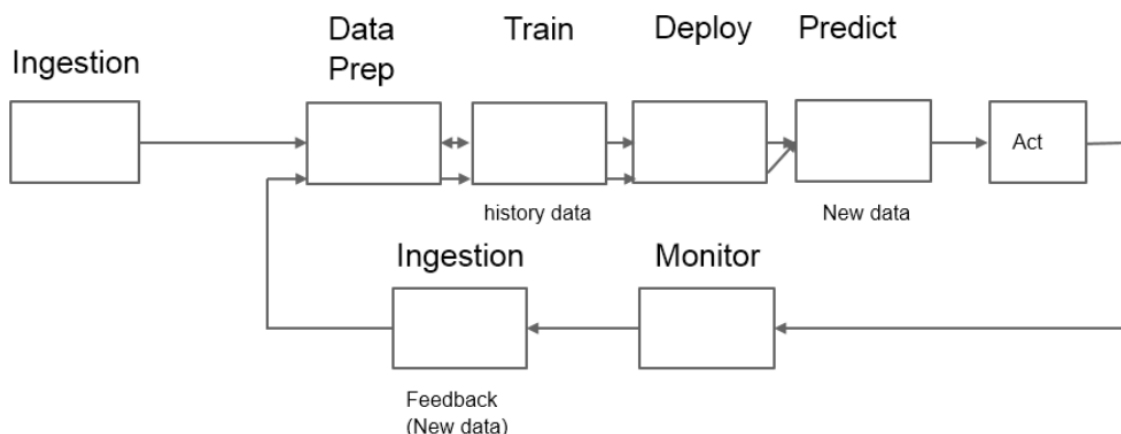 Ingestion
Data
Prep
Train
Deploy
Predict
Act
history data
New data
Ingestion
Monitor
Feedback
(New data)